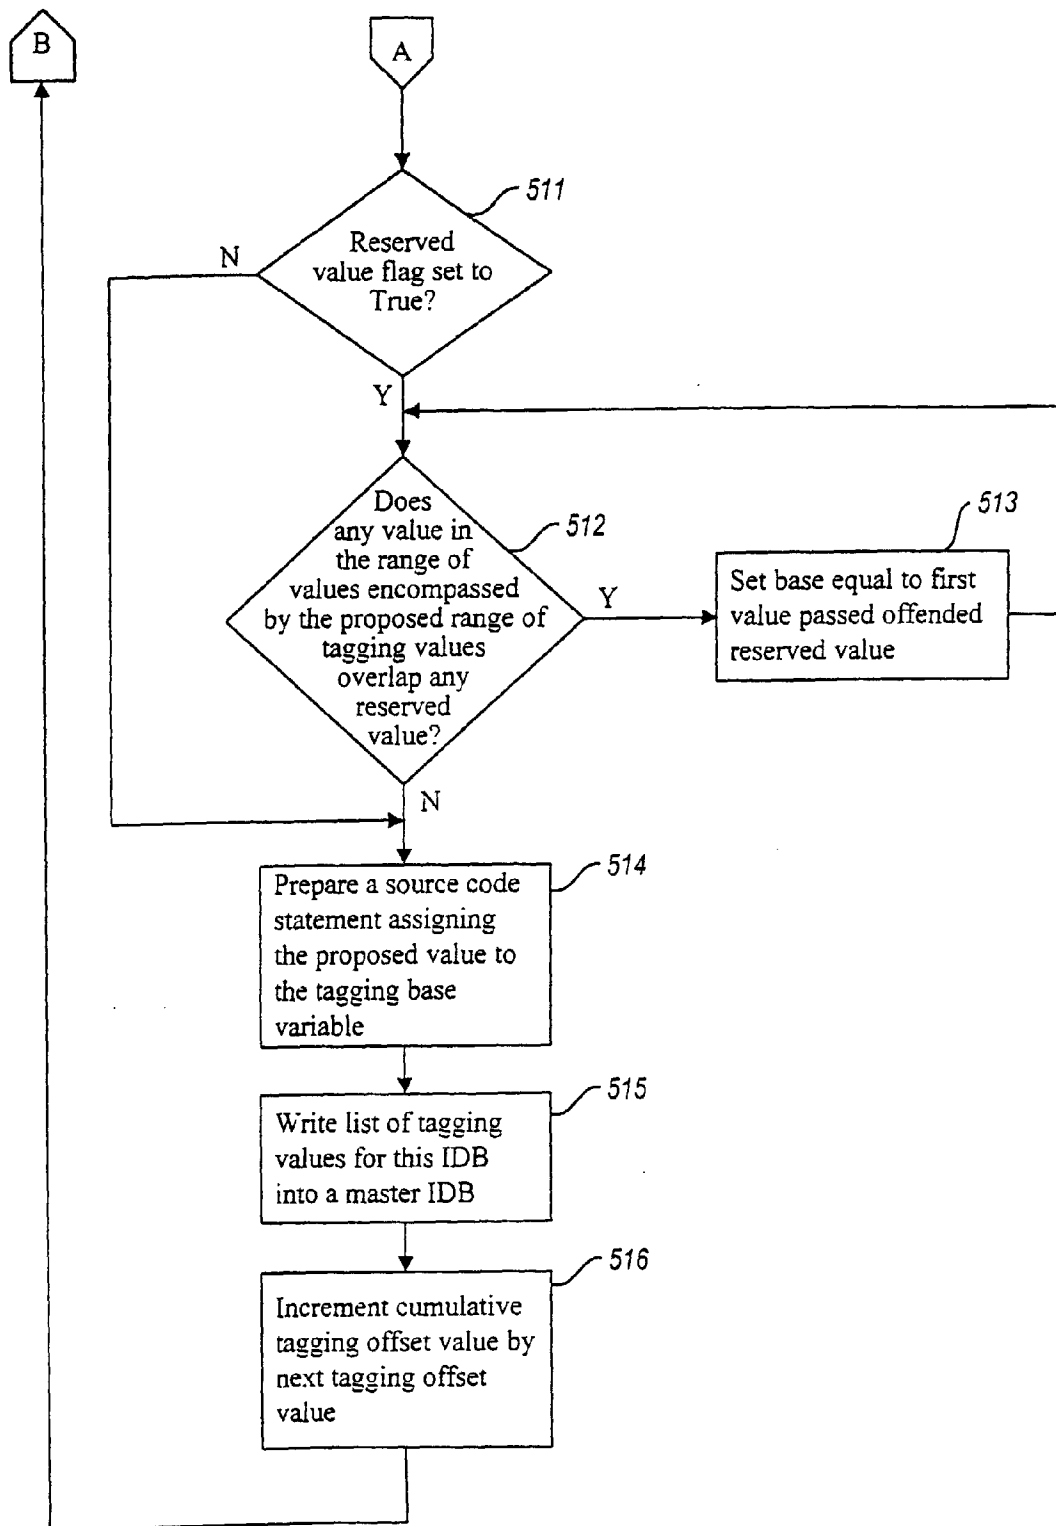 B
A
511
Reserved
value flag set to
True?
N
Y
Does
any value in
the range of
values encompassed
by the proposed range of
tagging values
overlap any
reserved
value?
512
Y
513
Set base equal to first
value passed offended
reserved value
N
514
Prepare a source code
statement assigning
the proposed value to
the tagging base
variable
515
Write list of tagging
values for this IDB
into a master IDB
516
Increment cumulative
tagging offset value by
next tagging offset
value